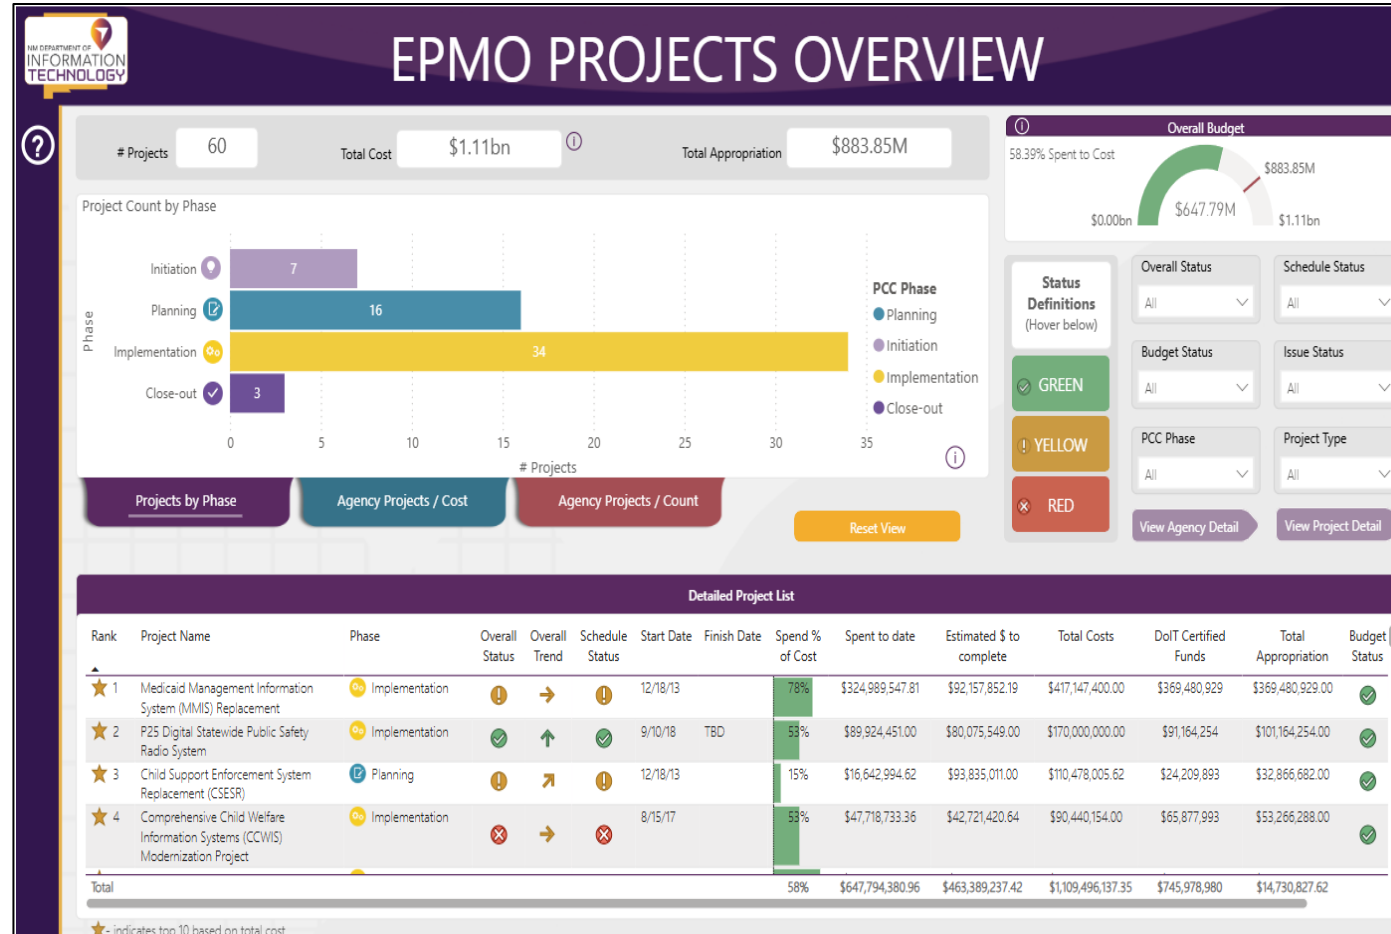 NM DEPARTMENT OF
INFORMATION
TECHNOLOGY
EPMO PROJECTS OVERVIEW
?
# Projects 60 Total Cost $1.11bn Total Appropriation $883.85M
Overall Budget
58.39% Spent to Cost
$883.85M
$647.79M
$0.00bn
$1.11bn
Project Count by Phase
Phase
Initiation 7
Planning 16
Implementation 34
Close-out 3
0 5 10 15 20 25 30 35
# Projects
PCC Phase
Planning
Initiation
Implementation
Close-out
Status
Definitions
(Hover below)
GREEN
YELLOW
RED
Overall Status Schedule Status
All All
Budget Status Issue Status
All All
PCC Phase Project Type
All All
View Agency Detail View Project Detail
Projects by Phase Agency Projects / Cost Agency Projects / Count
Reset View
Detailed Project List
Rank Project Name Phase Overall Status Overall Trend Schedule Status Start Date Finish Date Spend % of Cost Spent to date Estimated $ to complete Total Costs DoIT Certified Funds Total Appropriation Budget Status
1 Medicaid Management Information Implementation 12/18/13 78% $324,989,547.81 $92,157,852.19 $417,147,400.00 $369,480,929 $369,480,929.00
System (MMIS) Replacement
2 P25 Digital Statewide Public Safety Implementation 9/10/18 TBD 53% $89,924,451.00 $80,075,549.00 $170,000,000.00 $91,164,254 $101,164,254.00
Radio System
3 Child Support Enforcement System Planning 12/18/13 15% $16,642,994.62 $93,835,011.00 $110,478,005.62 $24,209,893 $32,866,682.00
Replacement (CSESR)
4 Comprehensive Child Welfare Implementation 8/15/17 53% $47,718,733.36 $42,721,420.64 $90,440,154.00 $65,877,993 $53,266,288.00
Information Systems (CCWIS)
Modernization Project
Total 58% $647,794,380.96 $463,389,237.42 $1,109,496,137.35 $745,978,980 $14,730,827.62
- indicates top 10 based on total cost